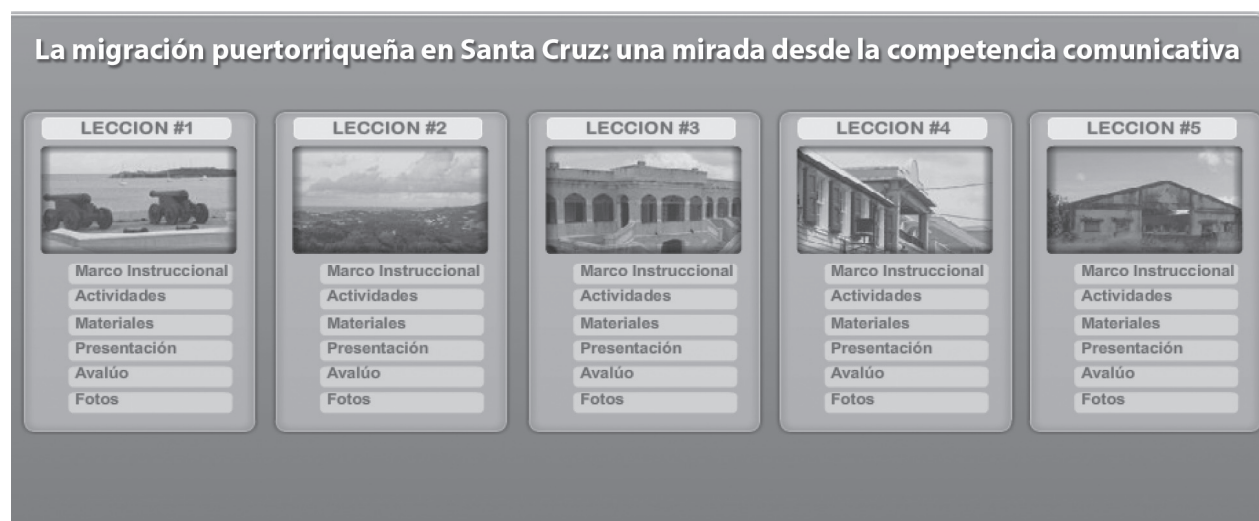 La migración puertorriqueña en Santa Cruz: una mirada desde la competencia comunicativa
LECCION #1
Marco Instruccional
Actividades
Materiales
Presentación
Avalúo
Fotos
LECCION #2
Marco Instruccional
Actividades
Materiales
Presentación
Avalúo
Fotos
LECCION #3
Marco Instruccional
Actividades
Materiales
Presentación
Avalúo
Fotos
LECCION #4
Marco Instruccional
Actividades
Materiales
Presentación
Avalúo
Fotos
LECCION #5
Marco Instruccional
Actividades
Materiales
Presentación
Avalúo
Fotos